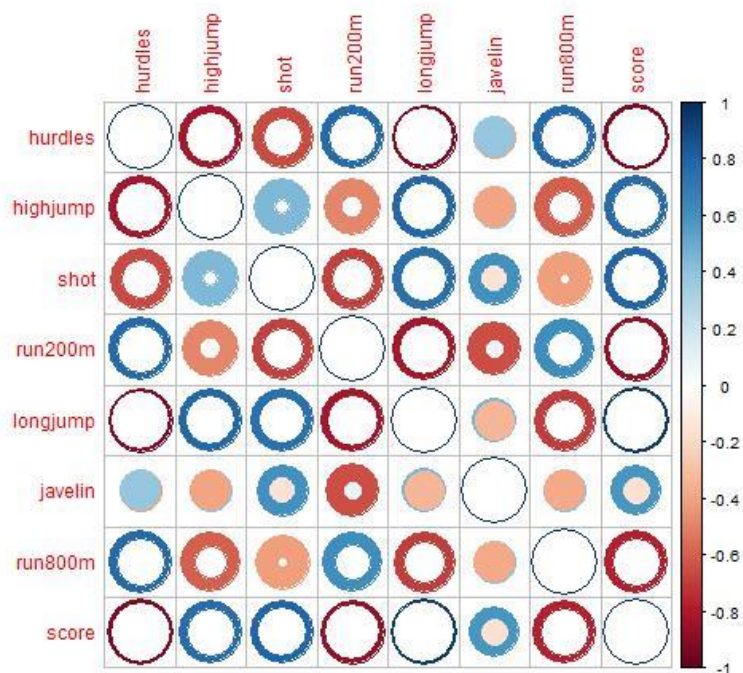 hurdles
highjump
shot
run200m
longjump
javelin
run800m
score
hurdles
highjump
shot
run200m
longjump
javelin
run800m
score
1
0.8
0.6
0.4
0.2
0
-0.2
-0.4
-0.6
-0.8
-1